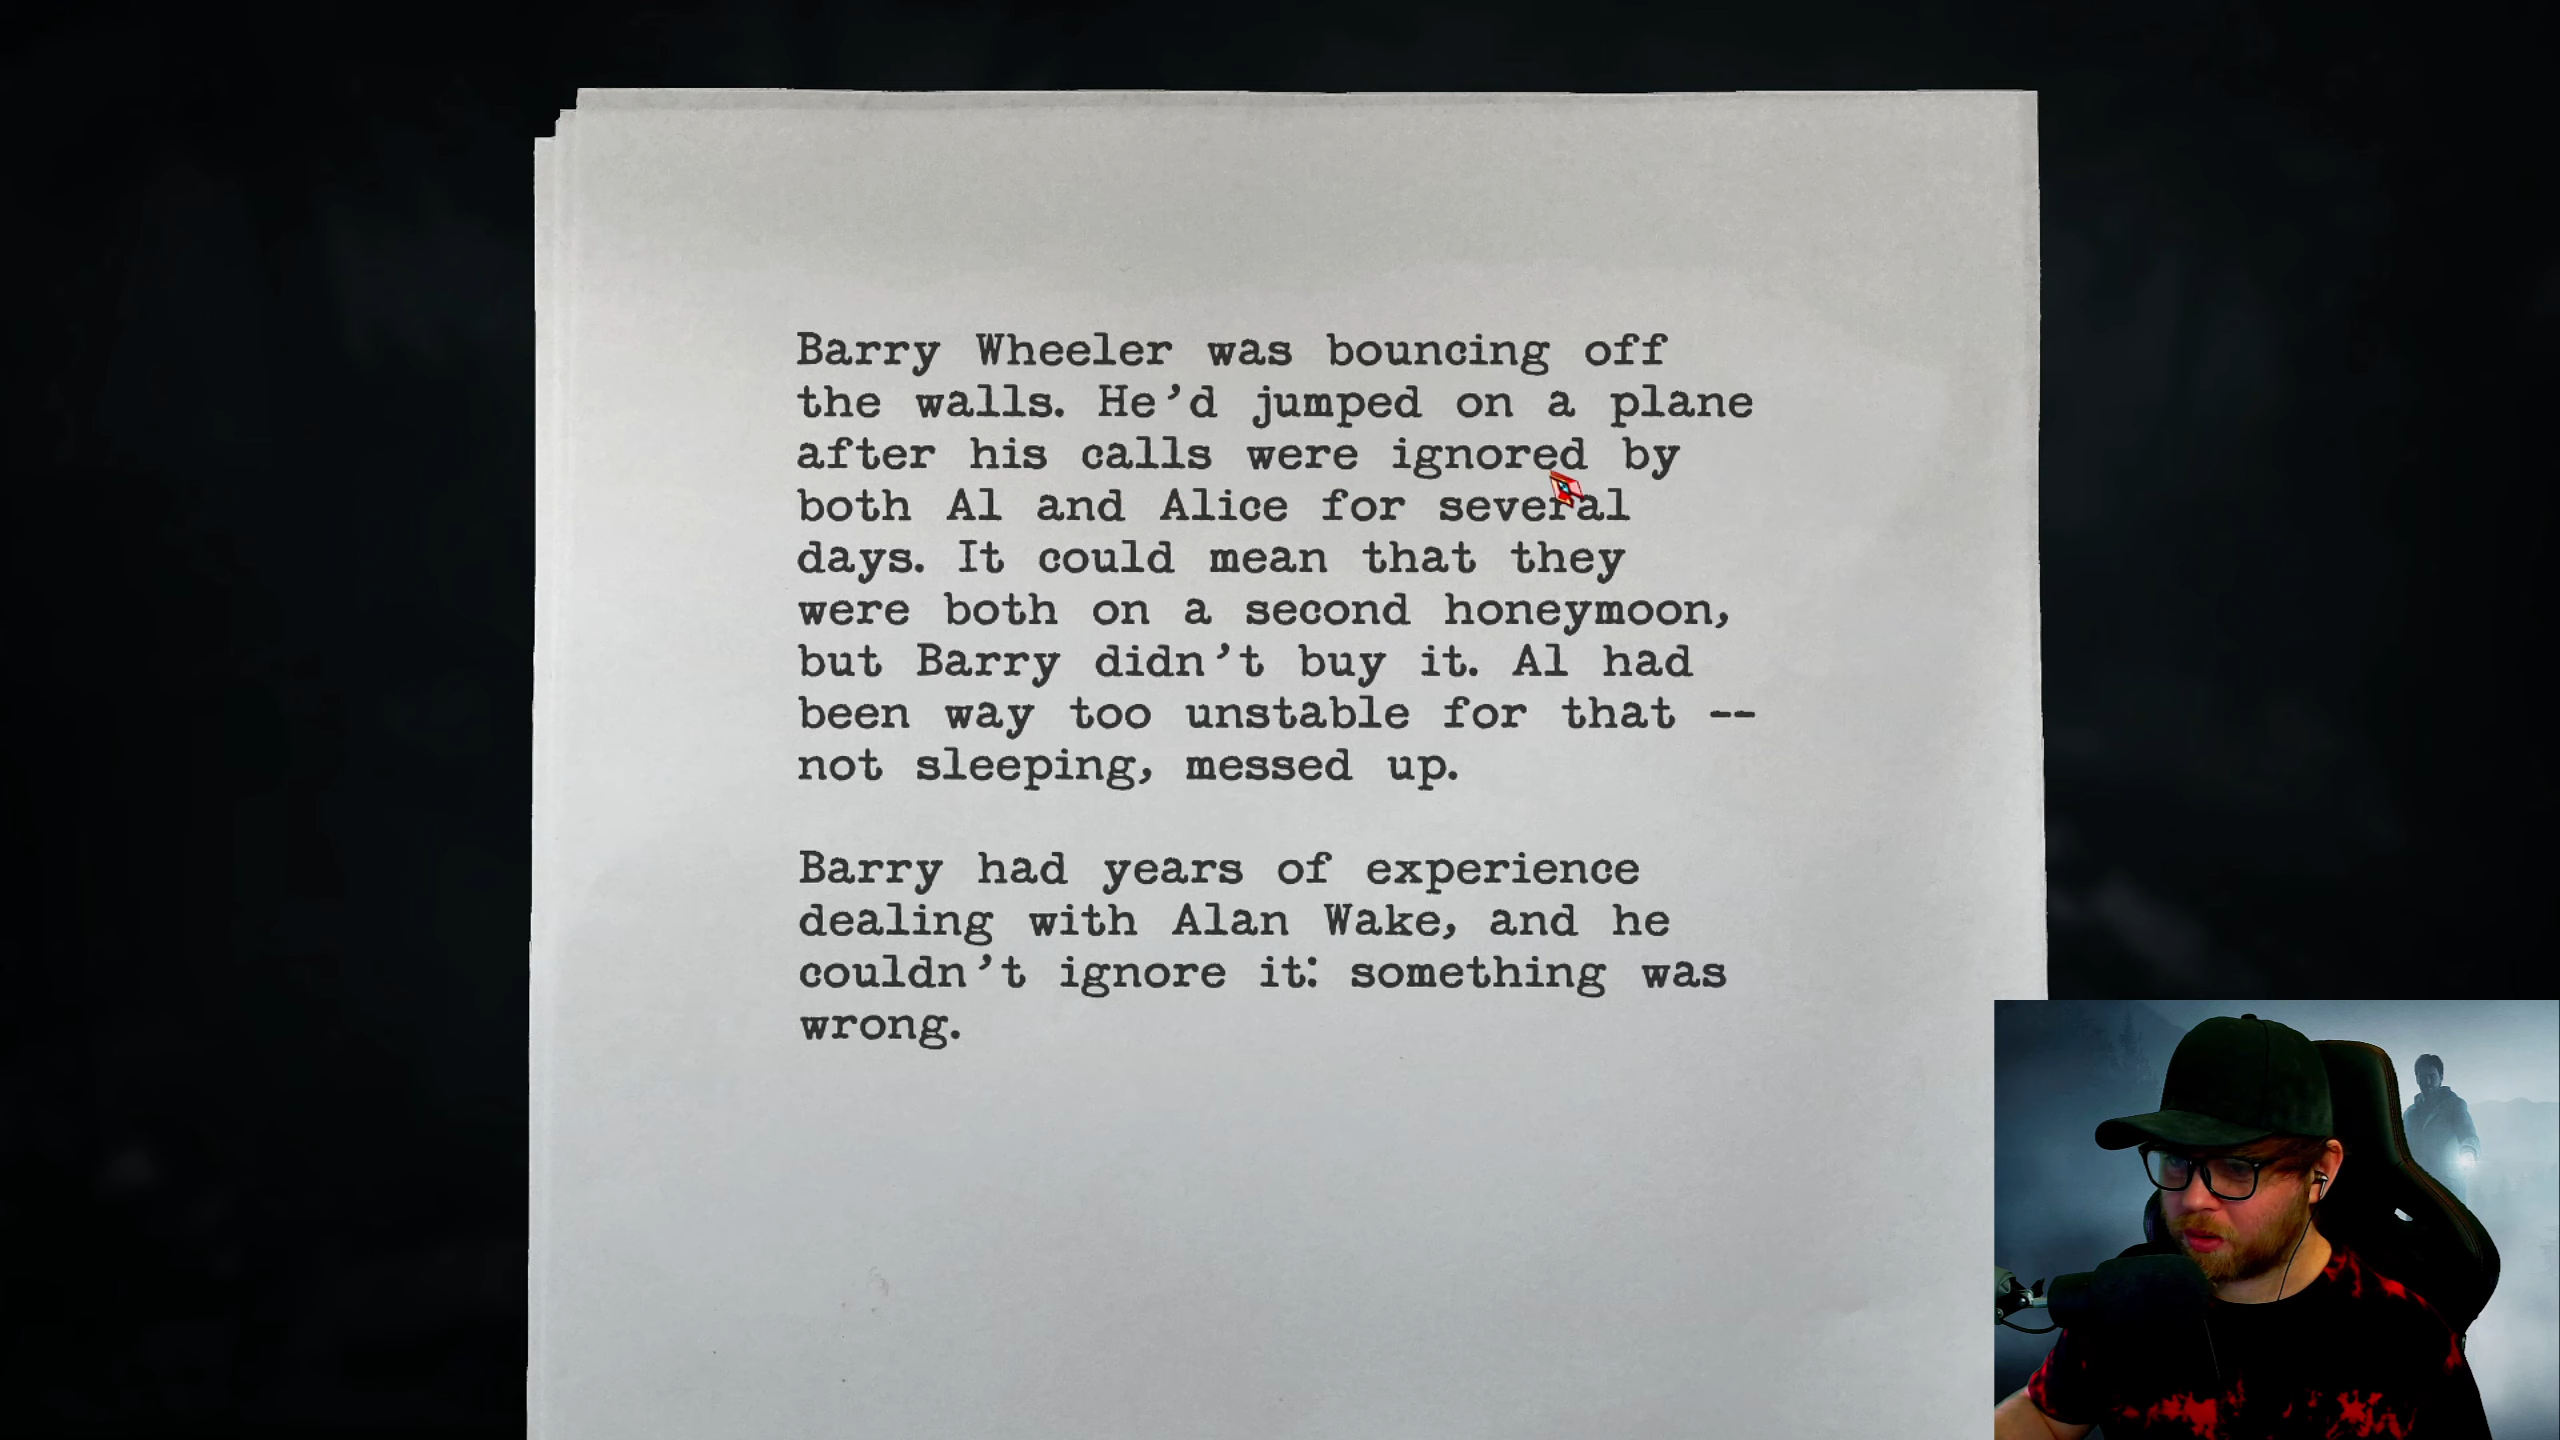 Barry Wheeler was bouncing off
the walls. He’d jumped on a plane
after his calls were ignored by
both Al and Alice for several
days. It could mean that they
were both on a second honeymoon,
but Barry didn’t buy it. Al had
been way too unstable for that --
not sleeping, messed up.
Barry had years of experience
dealing with Alan Wake, and he
couldn’t ignore it: something was
wrong.